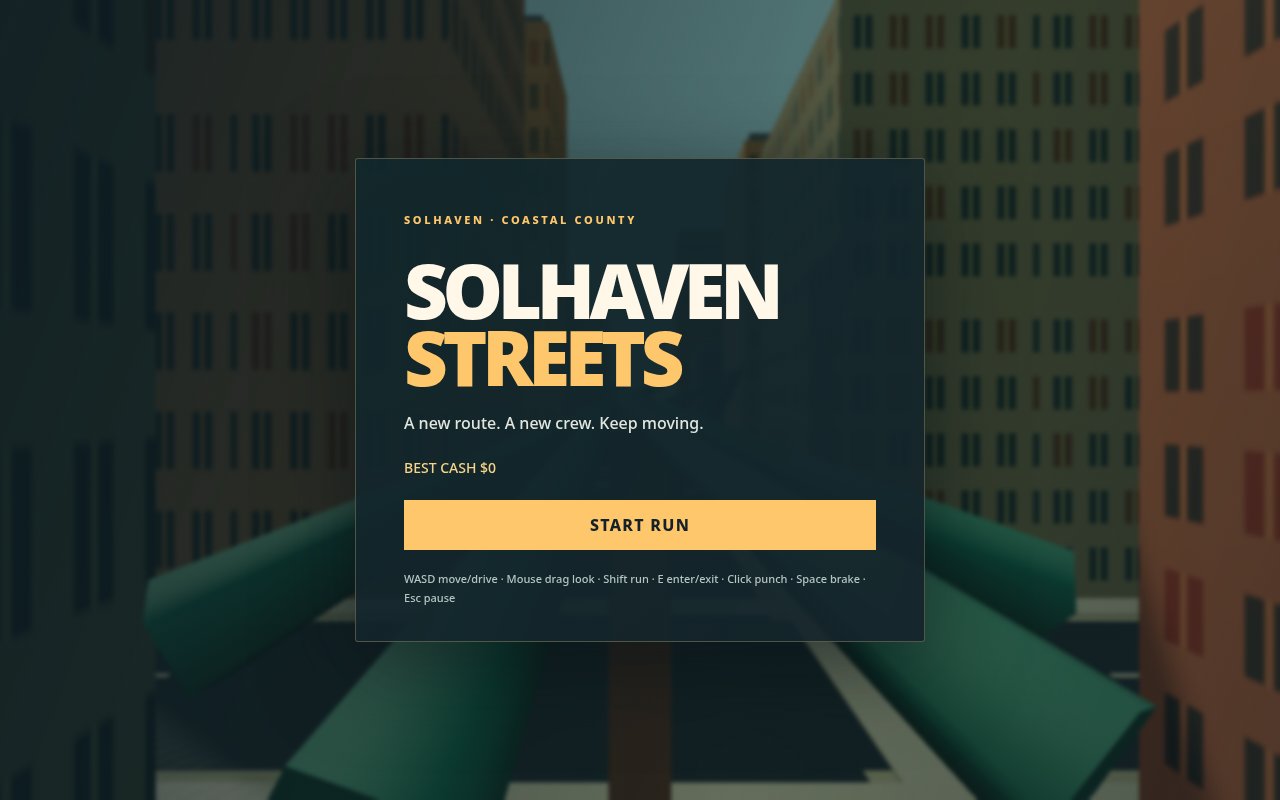 SOLHAVEN · COASTAL COUNTY
SOLHAVEN
STREETS
A new route. A new crew. Keep moving.
BEST CASH $0
START RUN
WASD move/drive · Mouse drag look · Shift run · E enter/exit · Click punch · Space brake ·
Esc pause